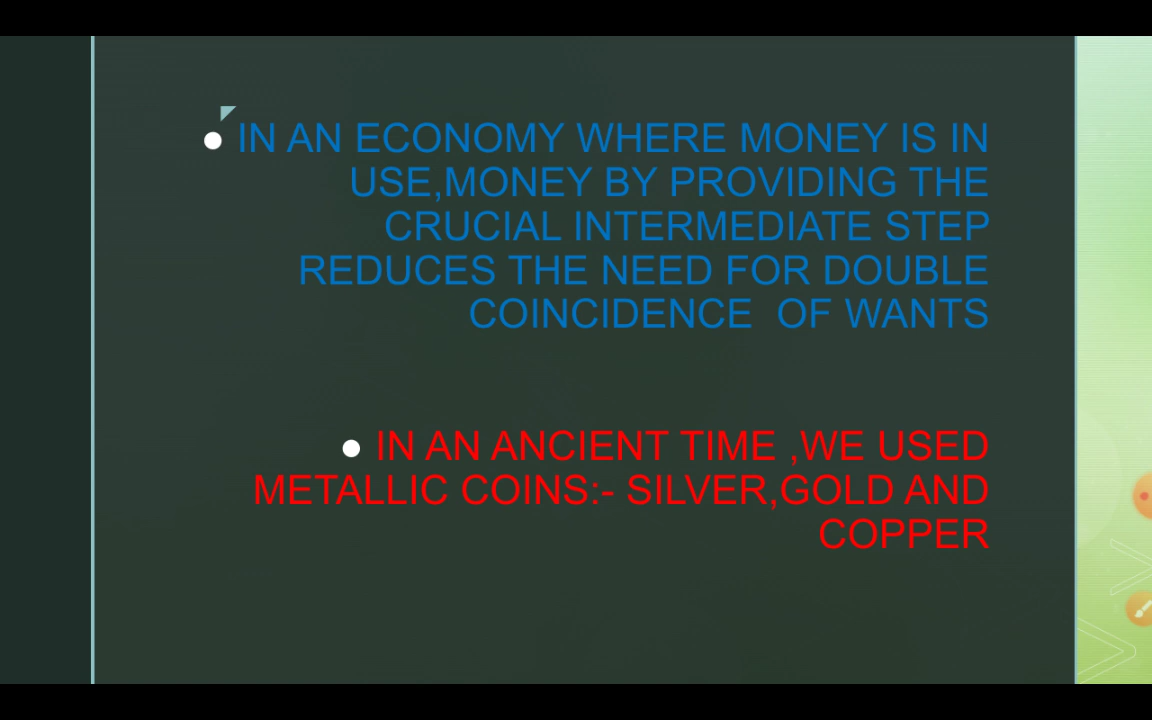 ● IN AN ECONOMY WHERE MONEY IS IN
USE,MONEY BY PROVIDING THE
CRUCIAL INTERMEDIATE STEP
REDUCES THE NEED FOR DOUBLE
COINCIDENCE  OF WANTS
● IN AN ANCIENT TIME ,WE USED
METALLIC COINS:- SILVER,GOLD AND
COPPER